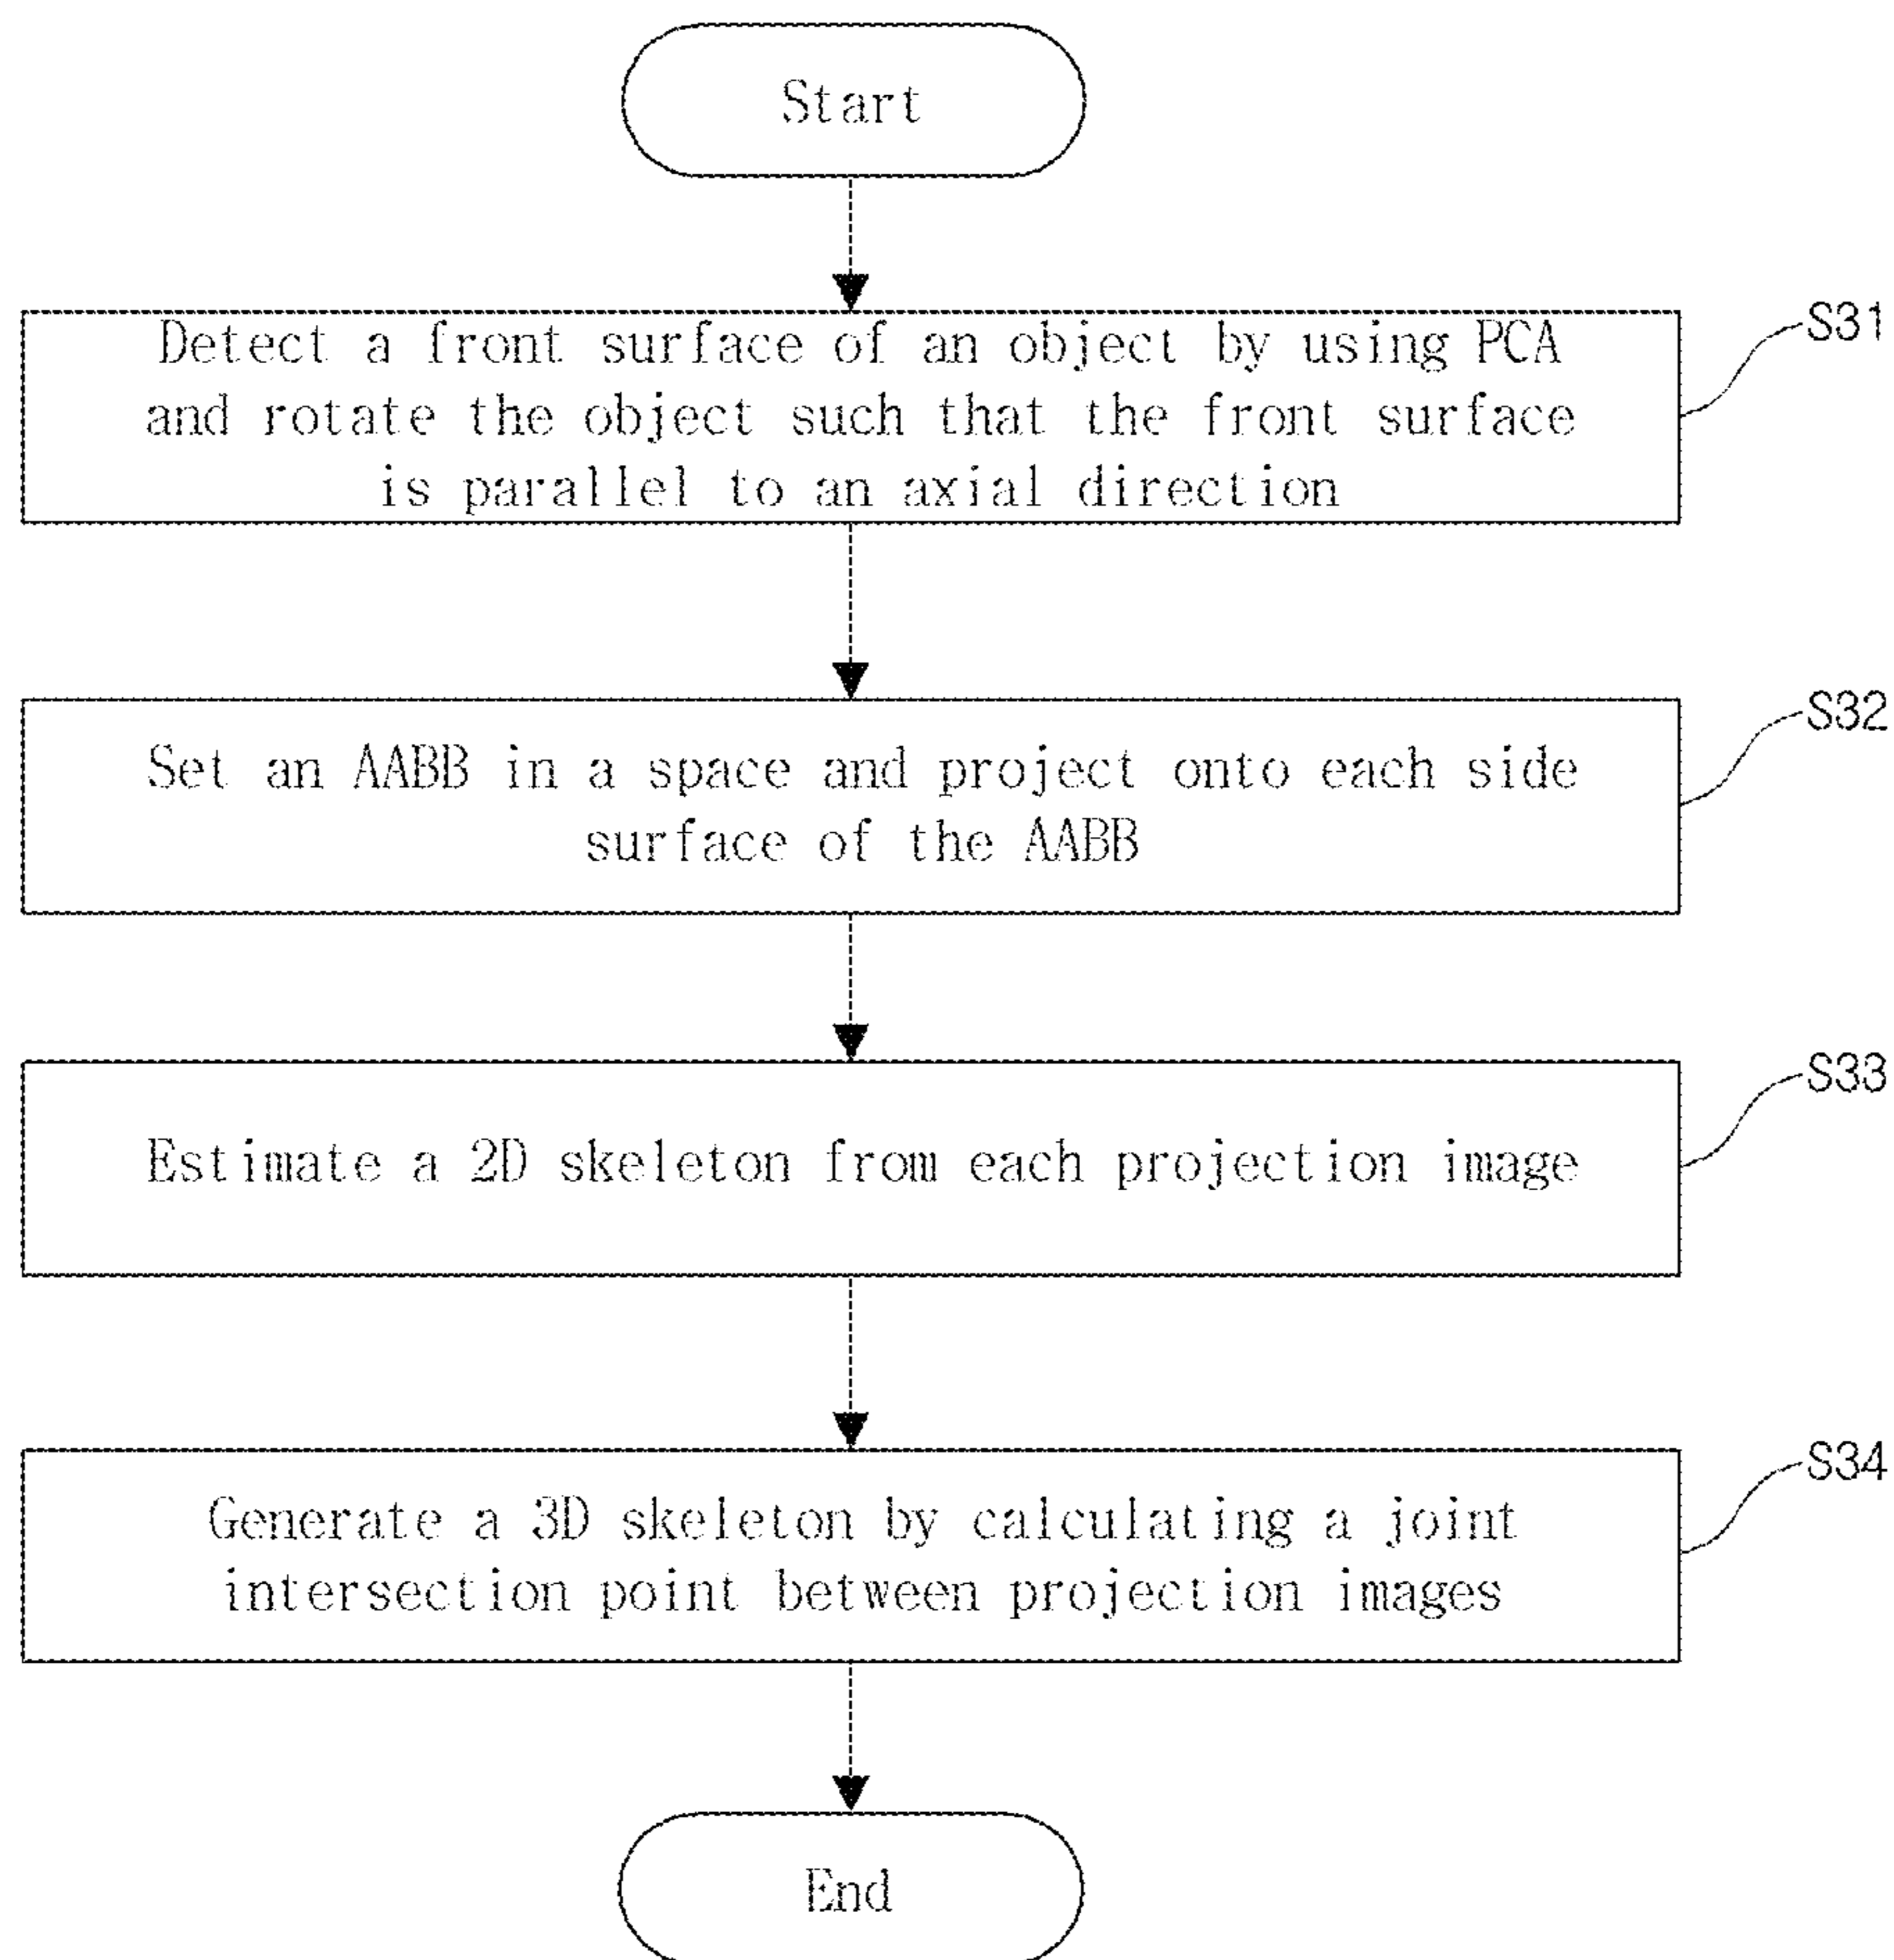 Start
S31
Detect a front surface of an object by using PCA
and rotate the object such that the front surface
is parallel to an axial direction
S32
Set an AABB in a space and project onto each side
surface of the AABB
S33
Estimate a 2D skeleton from each projection image
S34
Generate a 3D skeleton by calculating a joint
intersection point between projection images
End